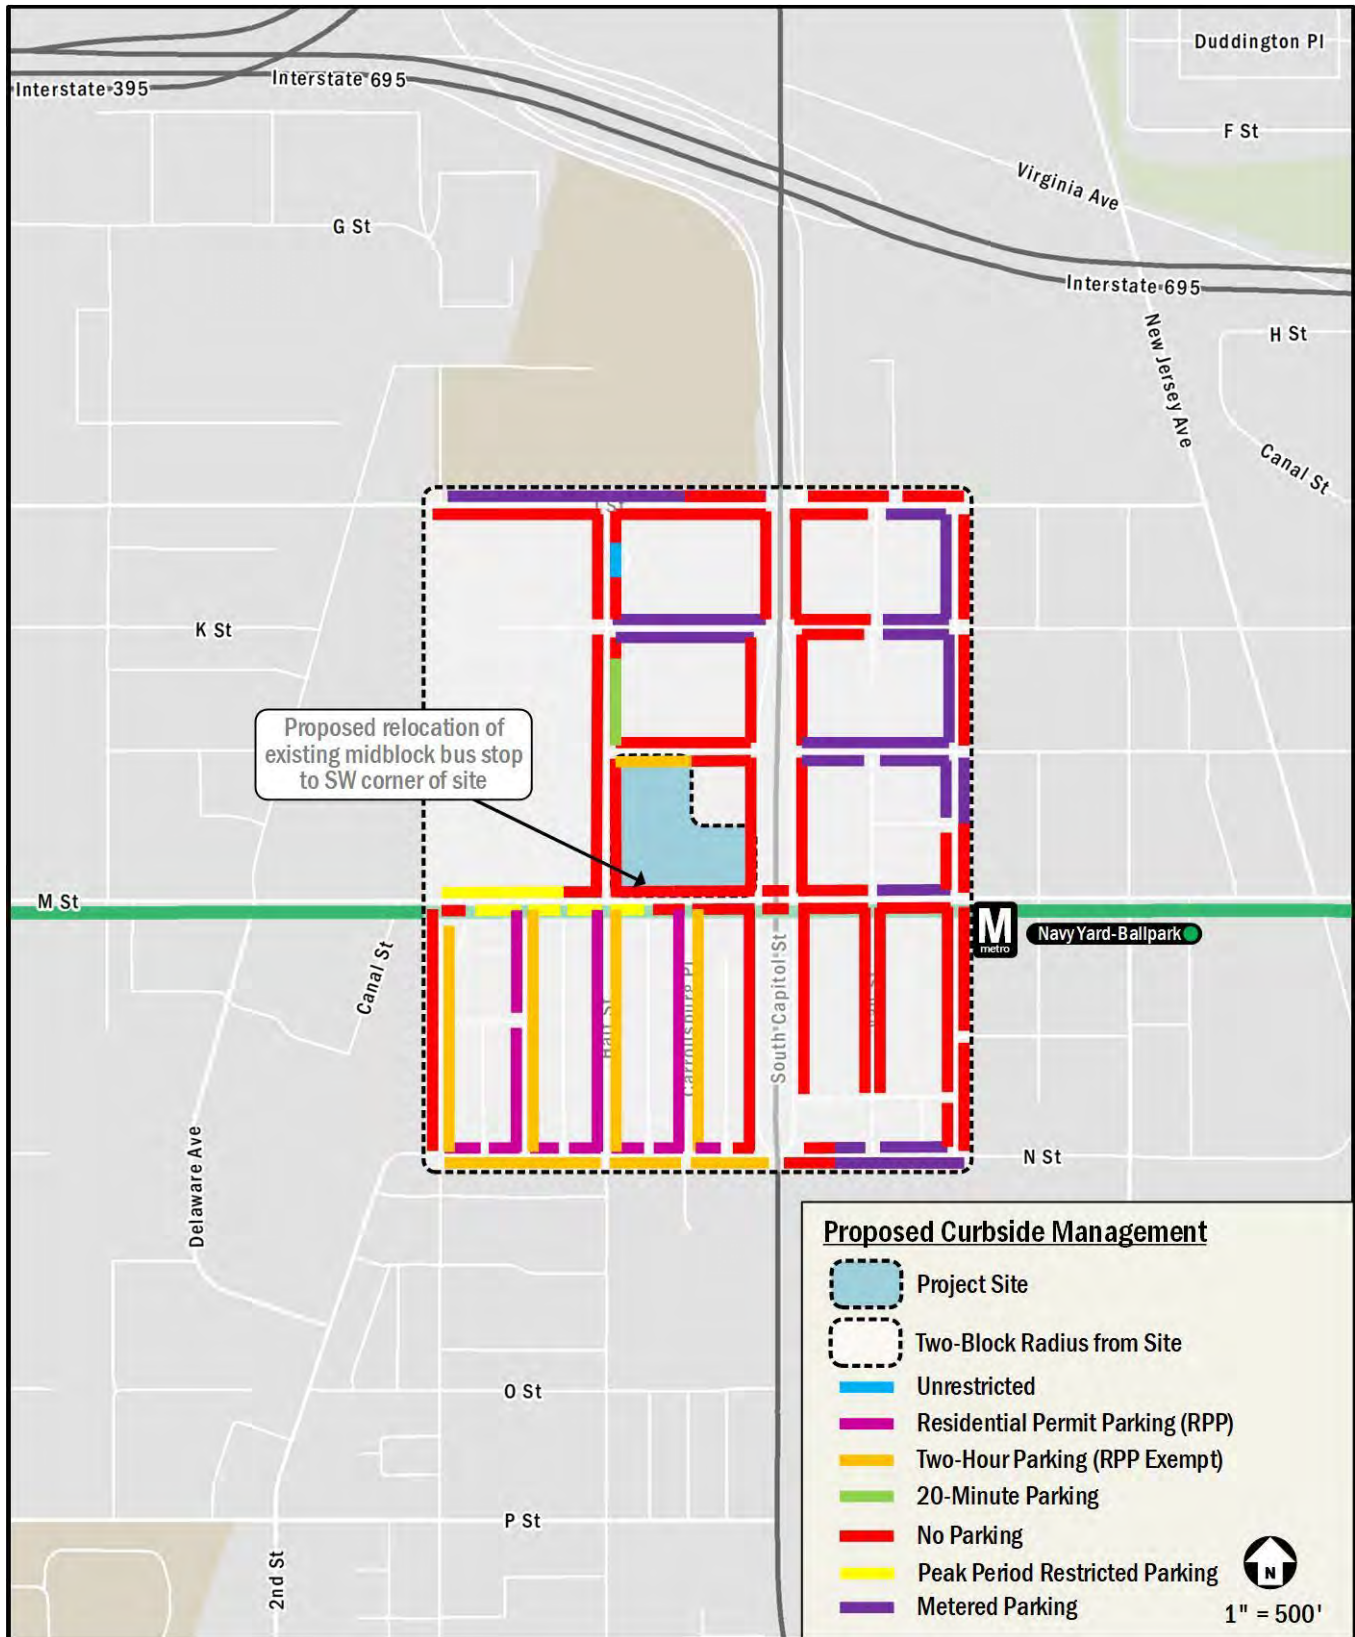 Duddington Pl
Interstate 395
Interstate 695
F St
Virginia Ave
G St
Interstate 695
H St
New Jersey Ave
Canal St
I St
K St
Proposed relocation of
existing midblock bus stop
to SW corner of site
M St
M
metro
Navy Yard-Ballpark
Canal St
Half St
Carrollsburg Pl
South Capitol St
Delaware Ave
N St
O St
P St
2nd St
Proposed Curbside Management
Project Site
Two-Block Radius from Site
Unrestricted
Residential Permit Parking (RPP)
Two-Hour Parking (RPP Exempt)
20-Minute Parking
No Parking
Peak Period Restricted Parking
Metered Parking
N
1" = 500'